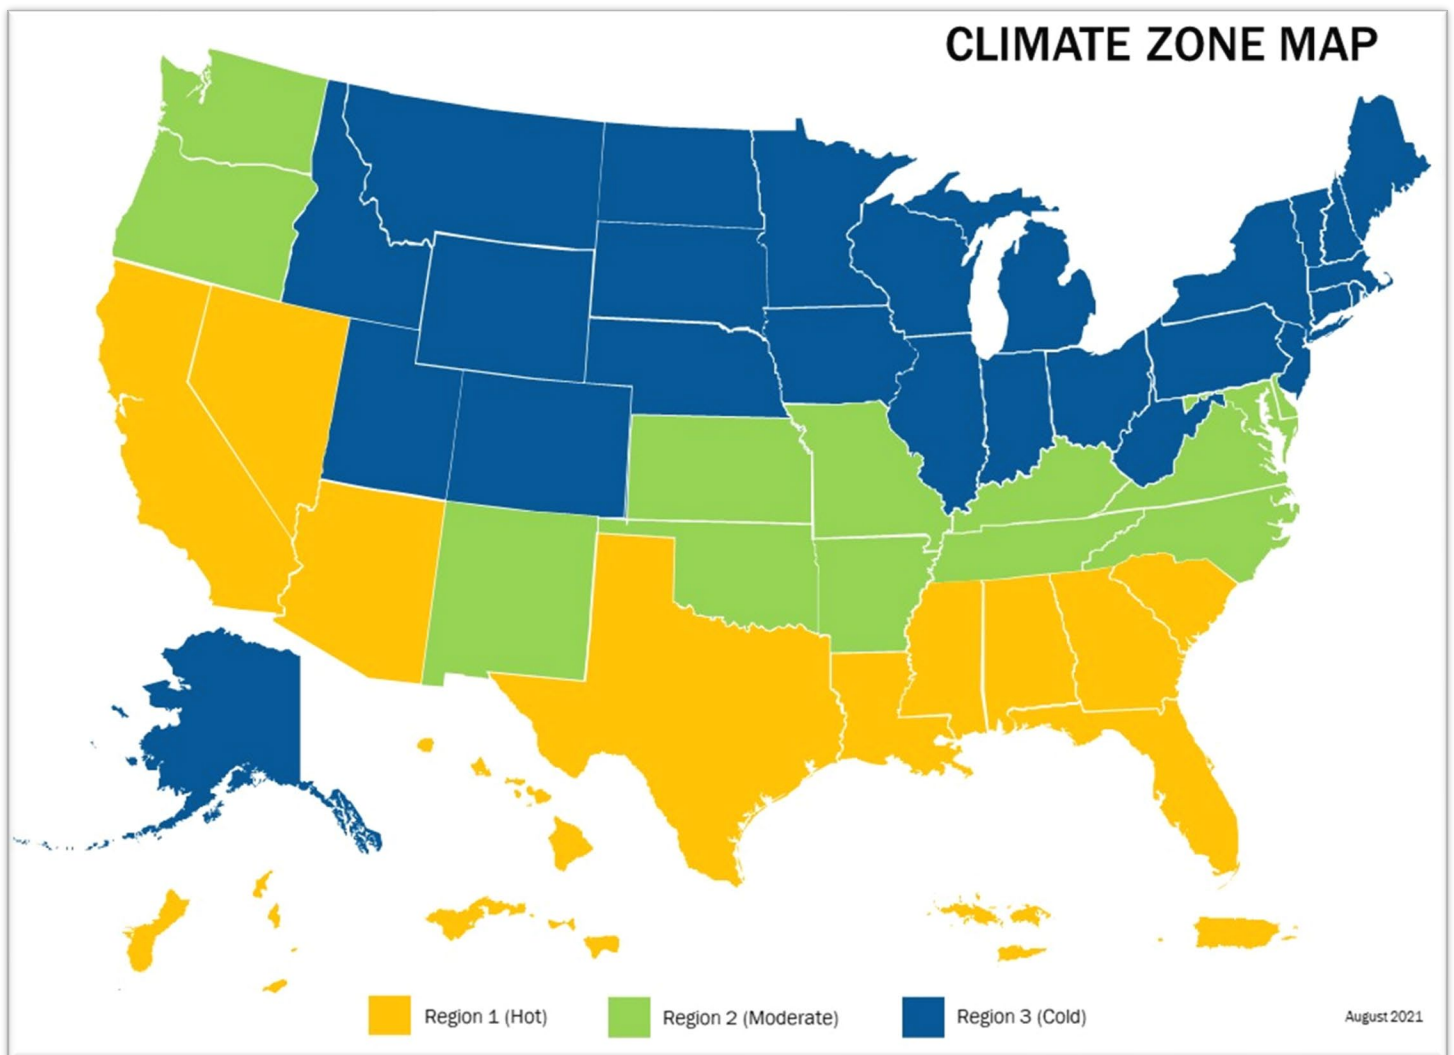 CLIMATE ZONE MAP
Region 1 (Hot)
Region 2 (Moderate)
Region 3 (Cold)
August 2021